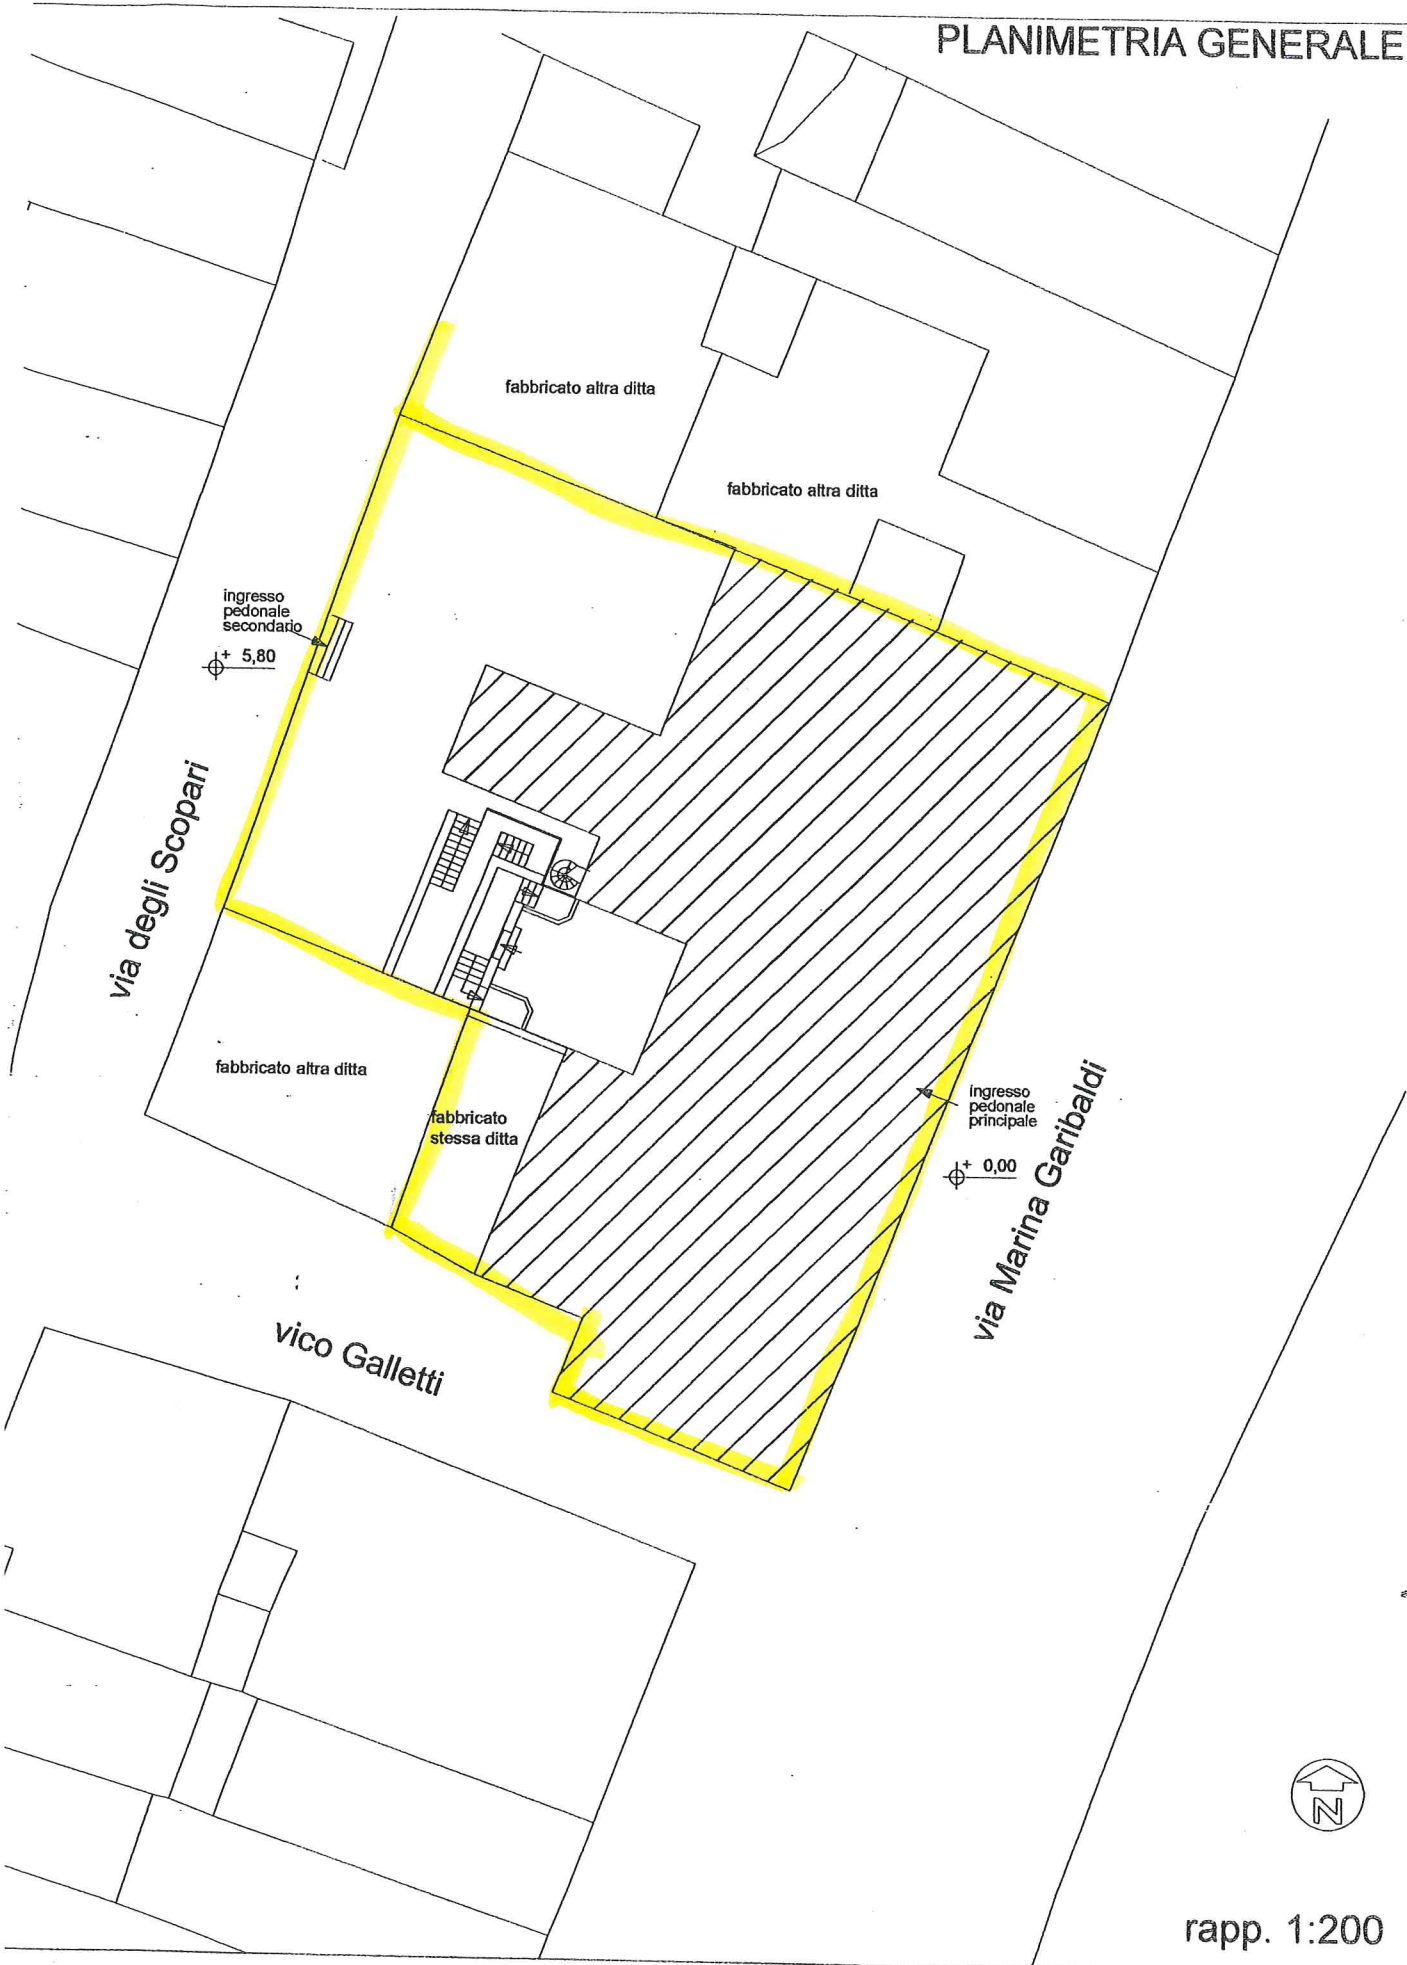 PLANIMETRIA GENERALE
fabbricato altra ditta
fabbricato altra ditta
ingresso
pedonale
secondario
+ 5,80
via degli Scopari
fabbricato altra ditta
fabbricato
stessa ditta
ingresso
pedonale
principale
+ 0,00
via Marina Garibaldi
vico Galletti
N
rapp. 1:200